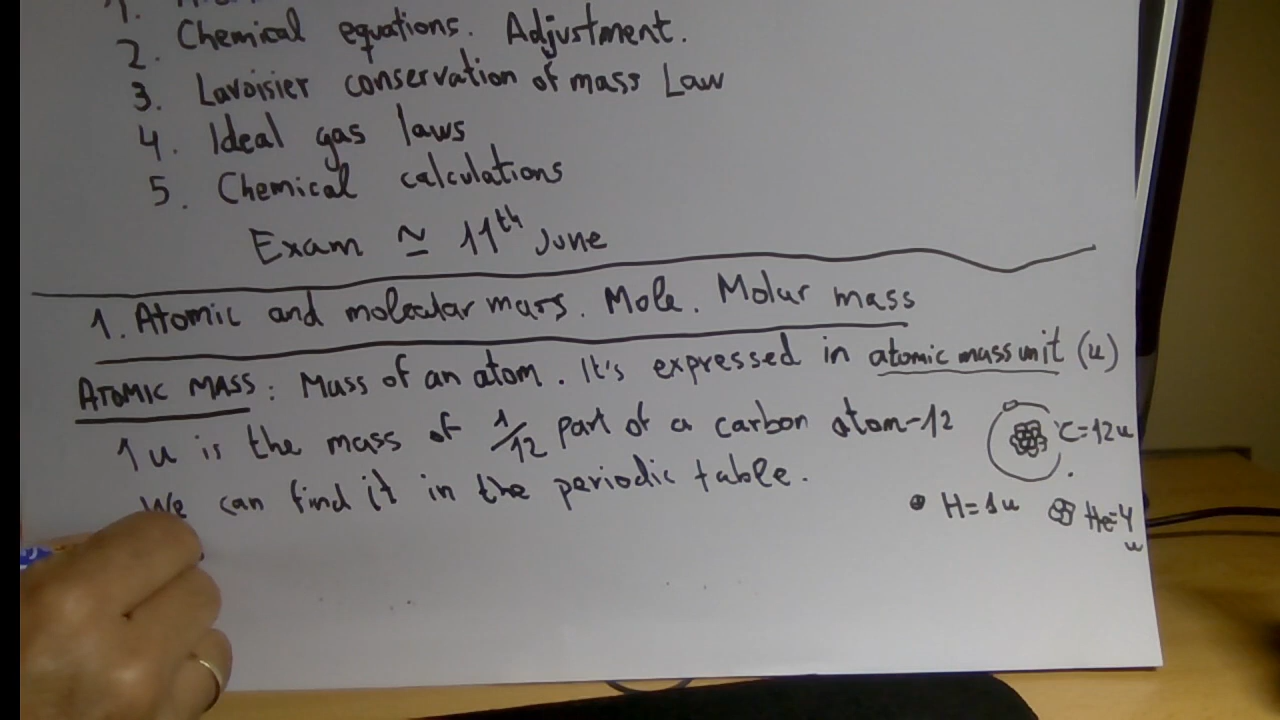 1.
2. Chemical equations. Adjustment.
3. Lavoisier conservation of mass Law
4. Ideal gas laws
5. Chemical calculations
Exam ≃ 11th June
1. Atomic and molecular mass. Mole. Molar mass
ATOMIC MASS: Mass of an atom. It's expressed in atomic mass unit (u)
1u is the mass of 1/12 part of a carbon atom-12
C=12u
We can find it in the periodic table.
H=1u He=4u